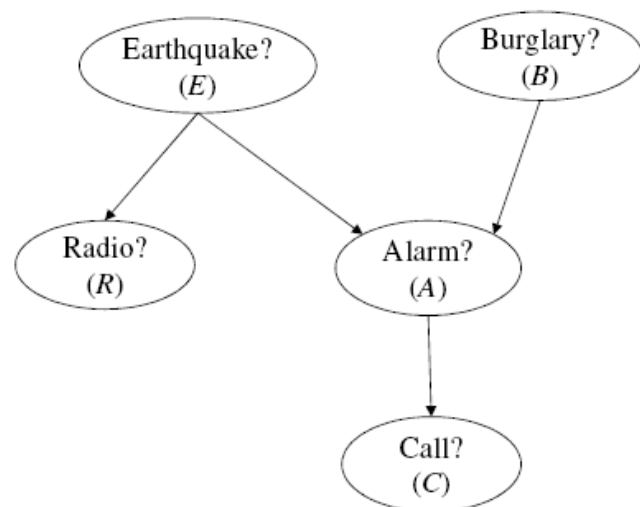 Earthquake?
(E)
Burglary?
(B)
Radio?
(R)
Alarm?
(A)
Call?
(C)